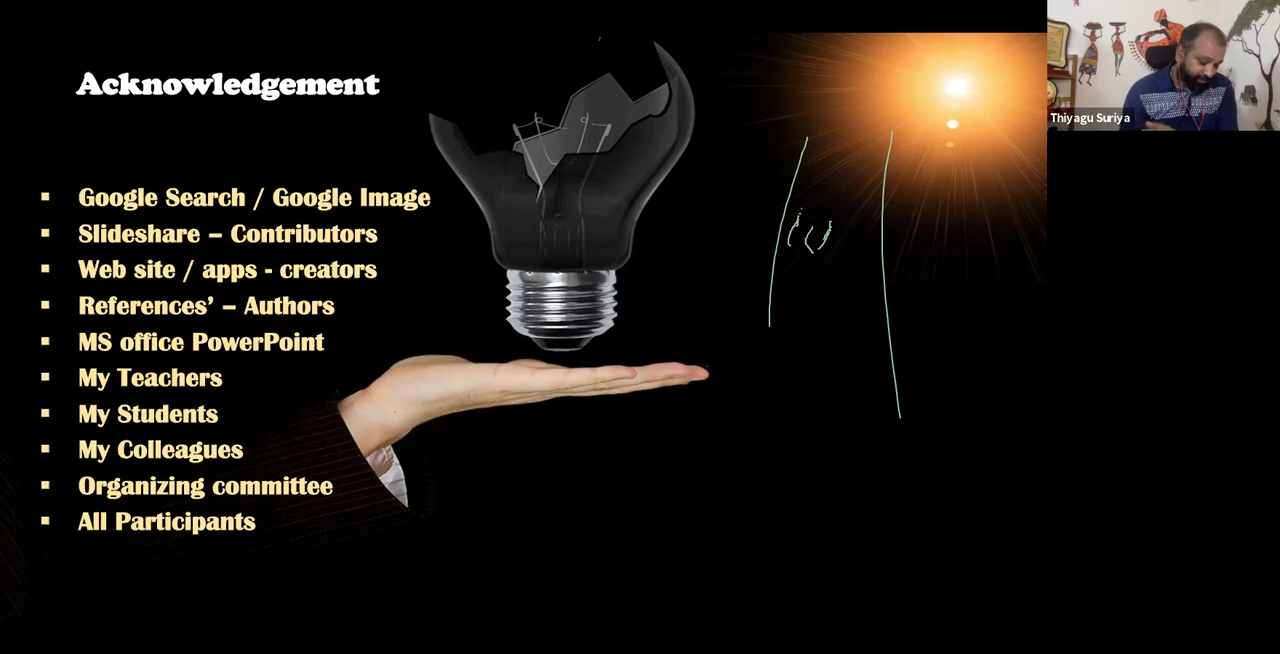 Acknowledgement
▪ Google Search / Google Image
▪ Slideshare – Contributors
▪ Web site / apps - creators
▪ References’ – Authors
▪ MS office PowerPoint
▪ My Teachers
▪ My Students
▪ My Colleagues
▪ Organizing committee
▪ All Participants
Thiyagu Suriya